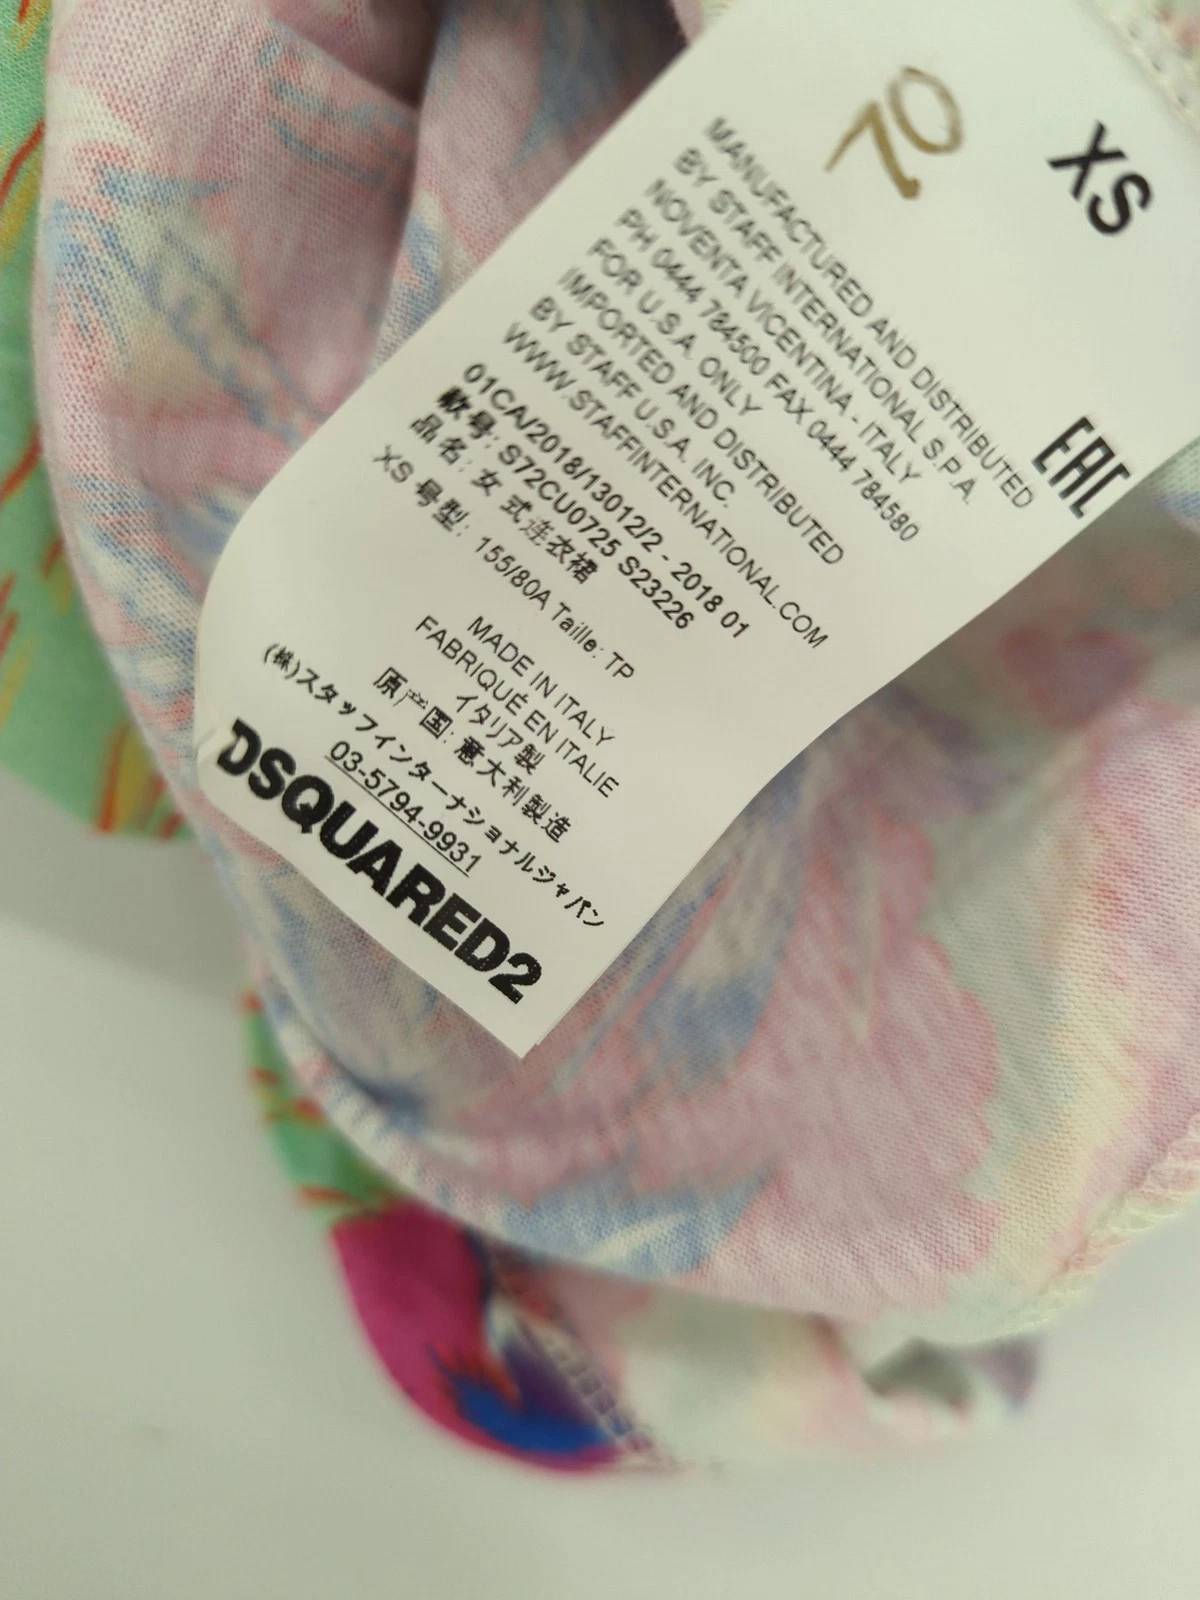 70
XS
MANUFACTURED AND DISTRIBUTED
BY STAFF INTERNATIONAL S.P.A.
NOVENTA VICENTINA - ITALY
PH 0444 784500 FAX 0444 784580
FOR U.S.A. ONLY
IMPORTED AND DISTRIBUTED
BY STAFF U.S.A. INC.
WWW.STAFFINTERNATIONAL.COM
EAC
01CA/2018/13012/2 - 2018 01
款号: S72CU0725 S23226
品名: 女式连衣裙
XS 号型: 155/80A Taille: TP
MADE IN ITALY
FABRIQUÉ EN ITALIE
イタリア製
原产国: 意大利製造
(株)スタッフインターナショナルジャパン
03-5794-9931
DSQUARED2